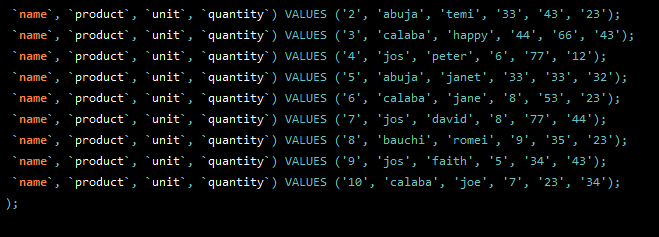 `name`, `product`, `unit`, `quantity`) VALUES ('2', 'abuja', 'temi', '33', '43', '23');
`name`, `product`, `unit`, `quantity`) VALUES ('3', 'calaba', 'happy', '44', '66', '43');
`name`, `product`, `unit`, `quantity`) VALUES ('4', 'jos', 'peter', '6', '77', '12');
`name`, `product`, `unit`, `quantity`) VALUES ('5', 'abuja', 'janet', '33', '33', '32');
`name`, `product`, `unit`, `quantity`) VALUES ('6', 'calaba', 'jane', '8', '53', '23');
`name`, `product`, `unit`, `quantity`) VALUES ('7', 'jos', 'david', '8', '77', '44');
`name`, `product`, `unit`, `quantity`) VALUES ('8', 'bauchi', 'romei', '9', '35', '23');
`name`, `product`, `unit`, `quantity`) VALUES ('9', 'jos', 'faith', '5', '34', '43');
`name`, `product`, `unit`, `quantity`) VALUES ('10', 'calaba', 'joe', '7', '23', '34');
);